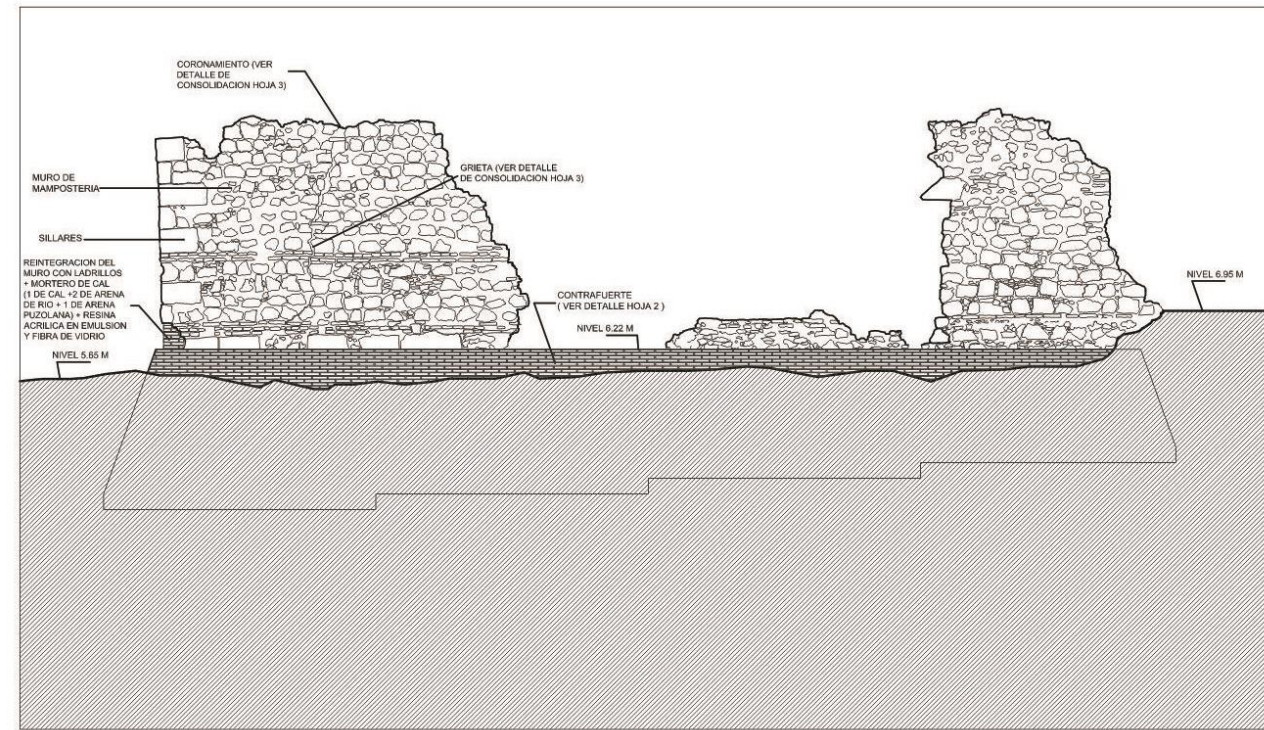 CORONAMIENTO (VER
DETALLE DE
CONSOLIDACION HOJA 3)
MURO DE
MAMPOSTERIA
GRIETA (VER DETALLE
DE CONSOLIDACION HOJA 3)
SILLARES
REINTEGRACION DEL
MURO CON LADRILLOS
+ MORTERO DE CAL
(1 DE CAL +2 DE ARENA
DE RIO + 1 DE ARENA
PUZOLANA) + RESINA
ACRILICA EN EMULSION
Y FIBRA DE VIDRIO
NIVEL 5.65 M
CONTRAFUERTE
( VER DETALLE HOJA 2 )
NIVEL 6.22 M
NIVEL 6.95 M